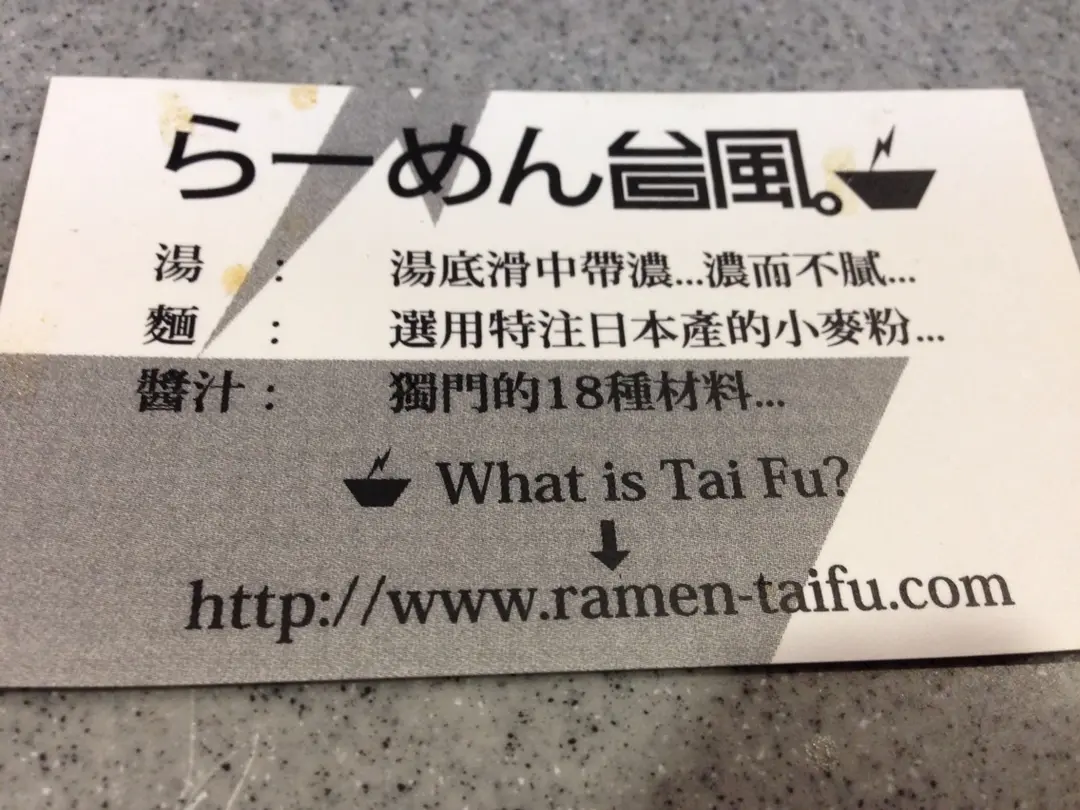 らーめん台風。
湯 : 湯底滑中帶濃...濃而不膩...
麵 : 選用特注日本產的小麥粉...
醬汁 : 獨門的18種材料...
What is Tai Fu?
http://www.ramen-taifu.com